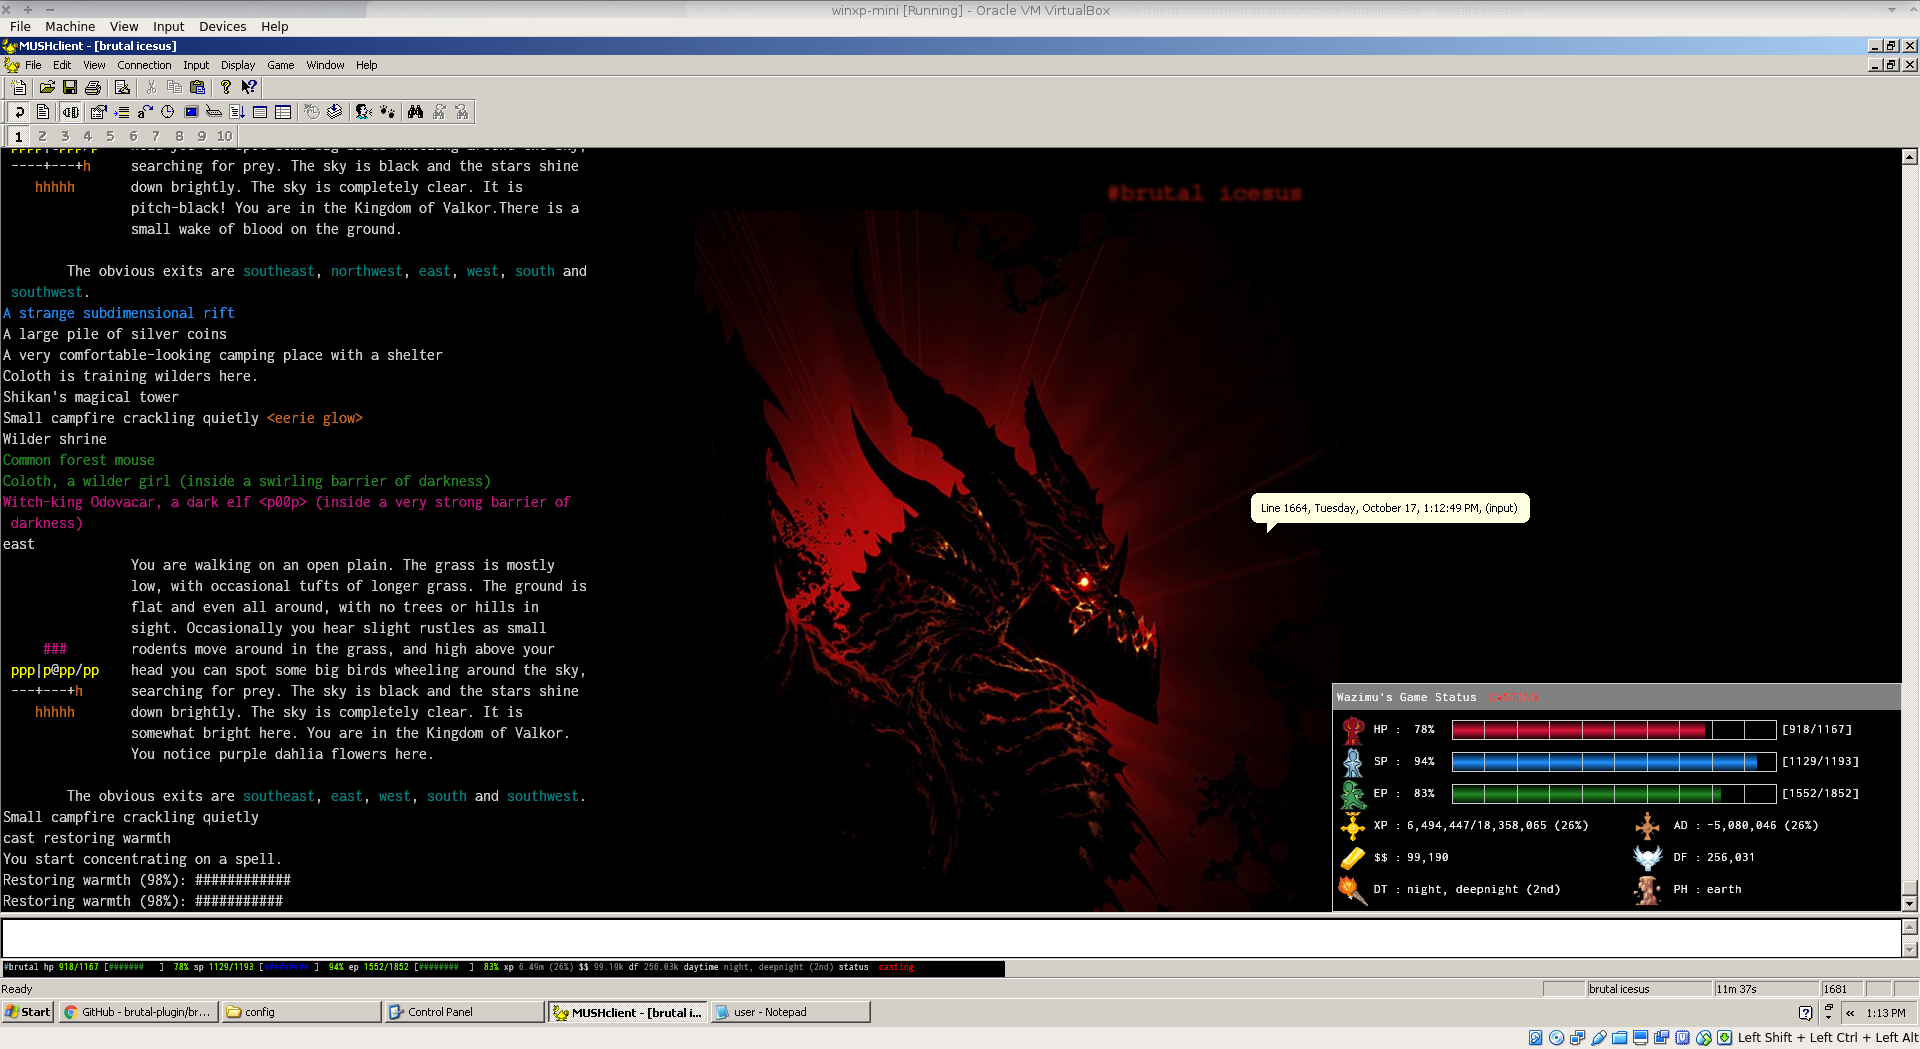 winxp-mini [Running] - Oracle VM VirtualBox
File Machine View Input Devices Help
MUSHclient - [brutal icesus]
File Edit View Connection Input Display Game Window Help
1 2 3 4 5 6 7 8 9 10
searching for prey. The sky is black and the stars shine
----+---+h
hhhhh down brightly. The sky is completely clear. It is
pitch-black! You are in the Kingdom of Valkor.There is a
small wake of blood on the ground.
The obvious exits are southeast, northwest, east, west, south and
southwest.
A strange subdimensional rift
A large pile of silver coins
A very comfortable-looking camping place with a shelter
Coloth is training wilders here.
Shikan's magical tower
Small campfire crackling quietly <eerie glow>
Wilder shrine
Common forest mouse
Coloth, a wilder girl (inside a swirling barrier of darkness)
Witch-king Odovacar, a dark elf <p00p> (inside a very strong barrier of
darkness)
east
You are walking on an open plain. The grass is mostly
low, with occasional tufts of longer grass. The ground is
flat and even all around, with no trees or hills in
sight. Occasionally you hear slight rustles as small
### rodents move around in the grass, and high above your
ppp|p@pp/pp head you can spot some big birds wheeling around the sky,
---+---+h searching for prey. The sky is black and the stars shine
hhhhh down brightly. The sky is completely clear. It is
somewhat bright here. You are in the Kingdom of Valkor.
You notice purple dahlia flowers here.
The obvious exits are southeast, east, west, south and southwest.
Small campfire crackling quietly
cast restoring warmth
You start concentrating on a spell.
Restoring warmth (98%): ############
Restoring warmth (98%): ###########
#brutal icesus
Line 1664, Tuesday, October 17, 1:12:49 PM, (input)
Wazimu's Game Status CASTING
HP : 78% [918/1167]
SP : 94% [1129/1193]
EP : 83% [1552/1852]
XP : 6,494,447/18,358,065 (26%) AD : -5,080,046 (26%)
$$ : 99,190 DF : 256,031
DT : night, deepnight (2nd) PH : earth
#brutal hp 918/1167 [####### ] 78% sp 1129/1193 [######### ] 94% ep 1552/1852 [######## ] 83% xp 6.49m (26%) $$ 99.19k df 256.03k daytime night, deepnight (2nd) status casting
Ready brutal icesus 11m 37s 1681
Start GitHub - brutal-plugin/br... config Control Panel MUSHclient - [brutal i... user - Notepad « 1:13 PM
Left Shift + Left Ctrl + Left Alt